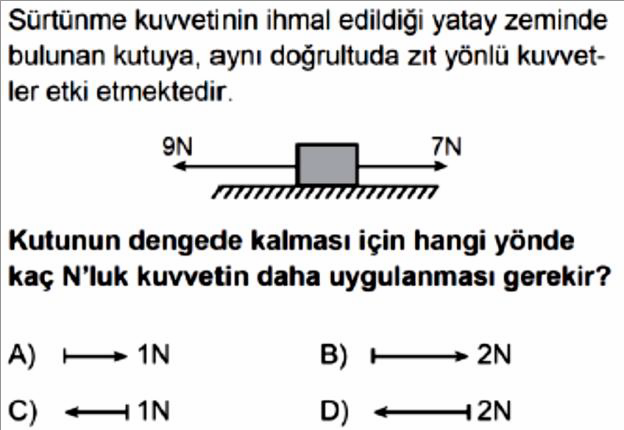 Sürtünme kuvvetinin ihmal edildiği yatay zeminde
bulunan kutuya, aynı doğrultuda zıt yönlü kuvvet-
ler etki etmektedir.
9N 7N
Kutunun dengede kalması için hangi yönde
kaç N'luk kuvvetin daha uygulanması gerekir?
A) 1N B) 2N
C) 1N D) 2N